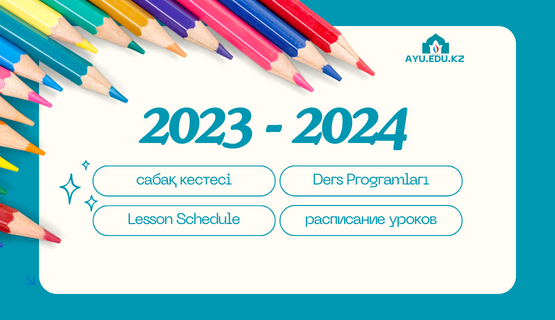 AYU.EDU.KZ
2023 - 2024
сабақ кестесі
Ders Programları
Lesson Schedule
расписание уроков